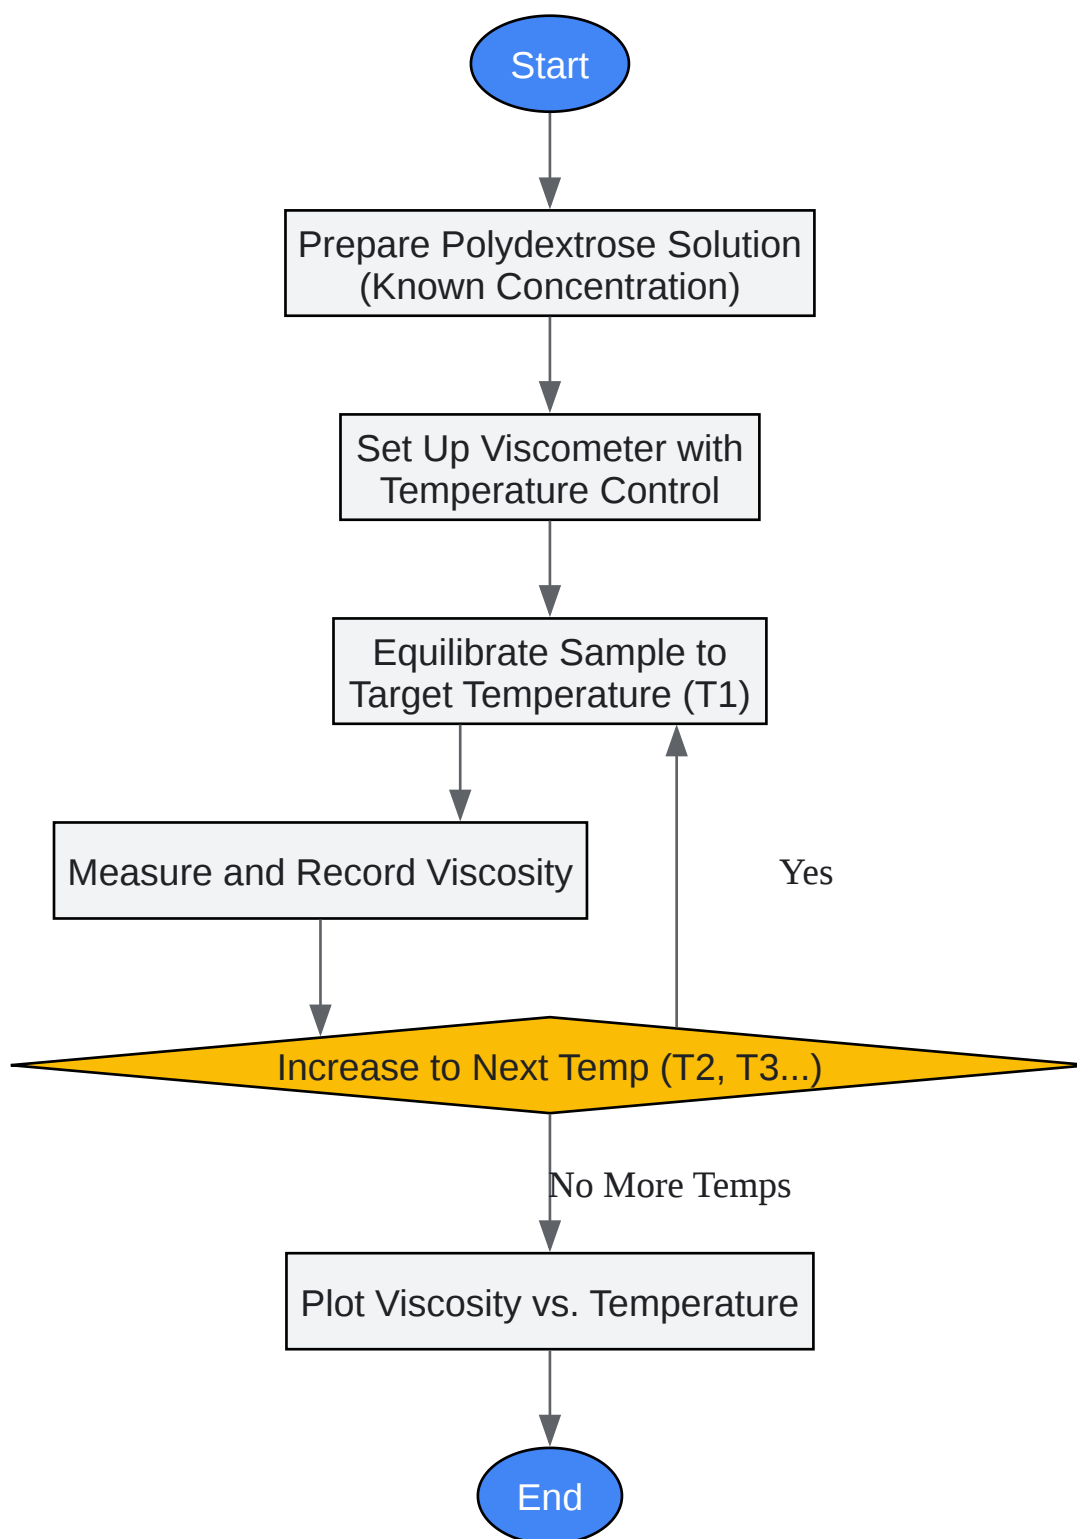 Start
Prepare Polydextrose Solution
(Known Concentration)
Set Up Viscometer with
Temperature Control
Equilibrate Sample to
Target Temperature (T1)
Measure and Record Viscosity
Yes
Increase to Next Temp (T2, T3...)
No More Temps
Plot Viscosity vs. Temperature
End